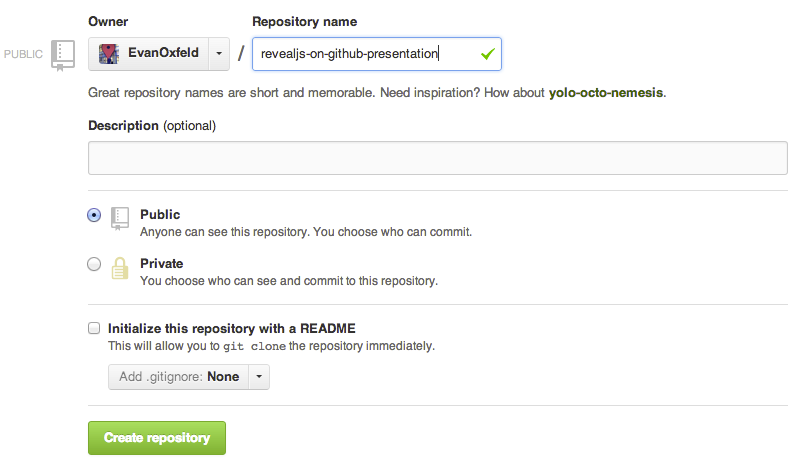 Owner Repository name
PUBLIC EvanOxfeld / revealjs-on-github-presentation
Great repository names are short and memorable. Need inspiration? How about yolo-octo-nemesis.
Description (optional)
Public
Anyone can see this repository. You choose who can commit.
Private
You choose who can see and commit to this repository.
Initialize this repository with a README
This will allow you to git clone the repository immediately.
Add .gitignore: None
Create repository